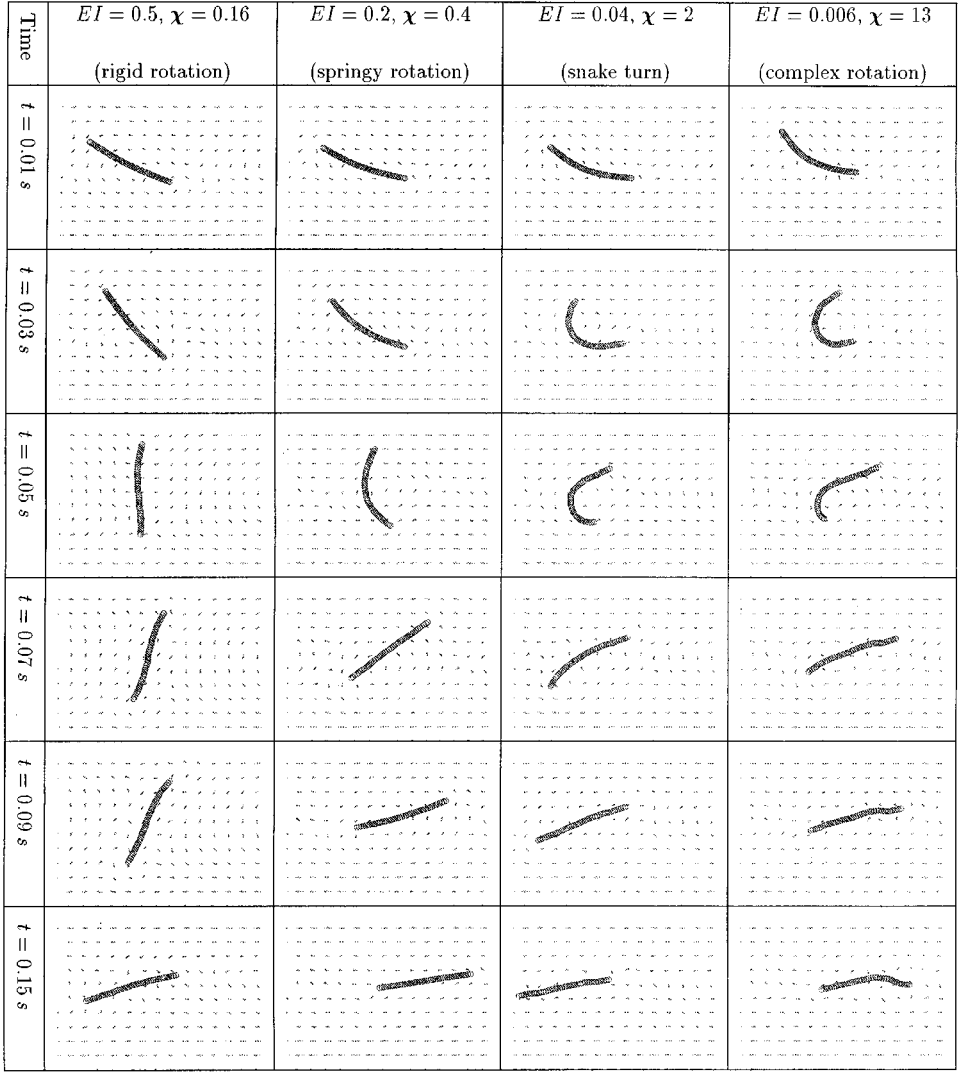 Time
EI = 0.5, χ = 0.16
(rigid rotation)
EI = 0.2, χ = 0.4
(springy rotation)
EI = 0.04, χ = 2
(snake turn)
EI = 0.006, χ = 13
(complex rotation)
t = 0.01 s
t = 0.03 s
t = 0.05 s
t = 0.07 s
t = 0.09 s
t = 0.15 s